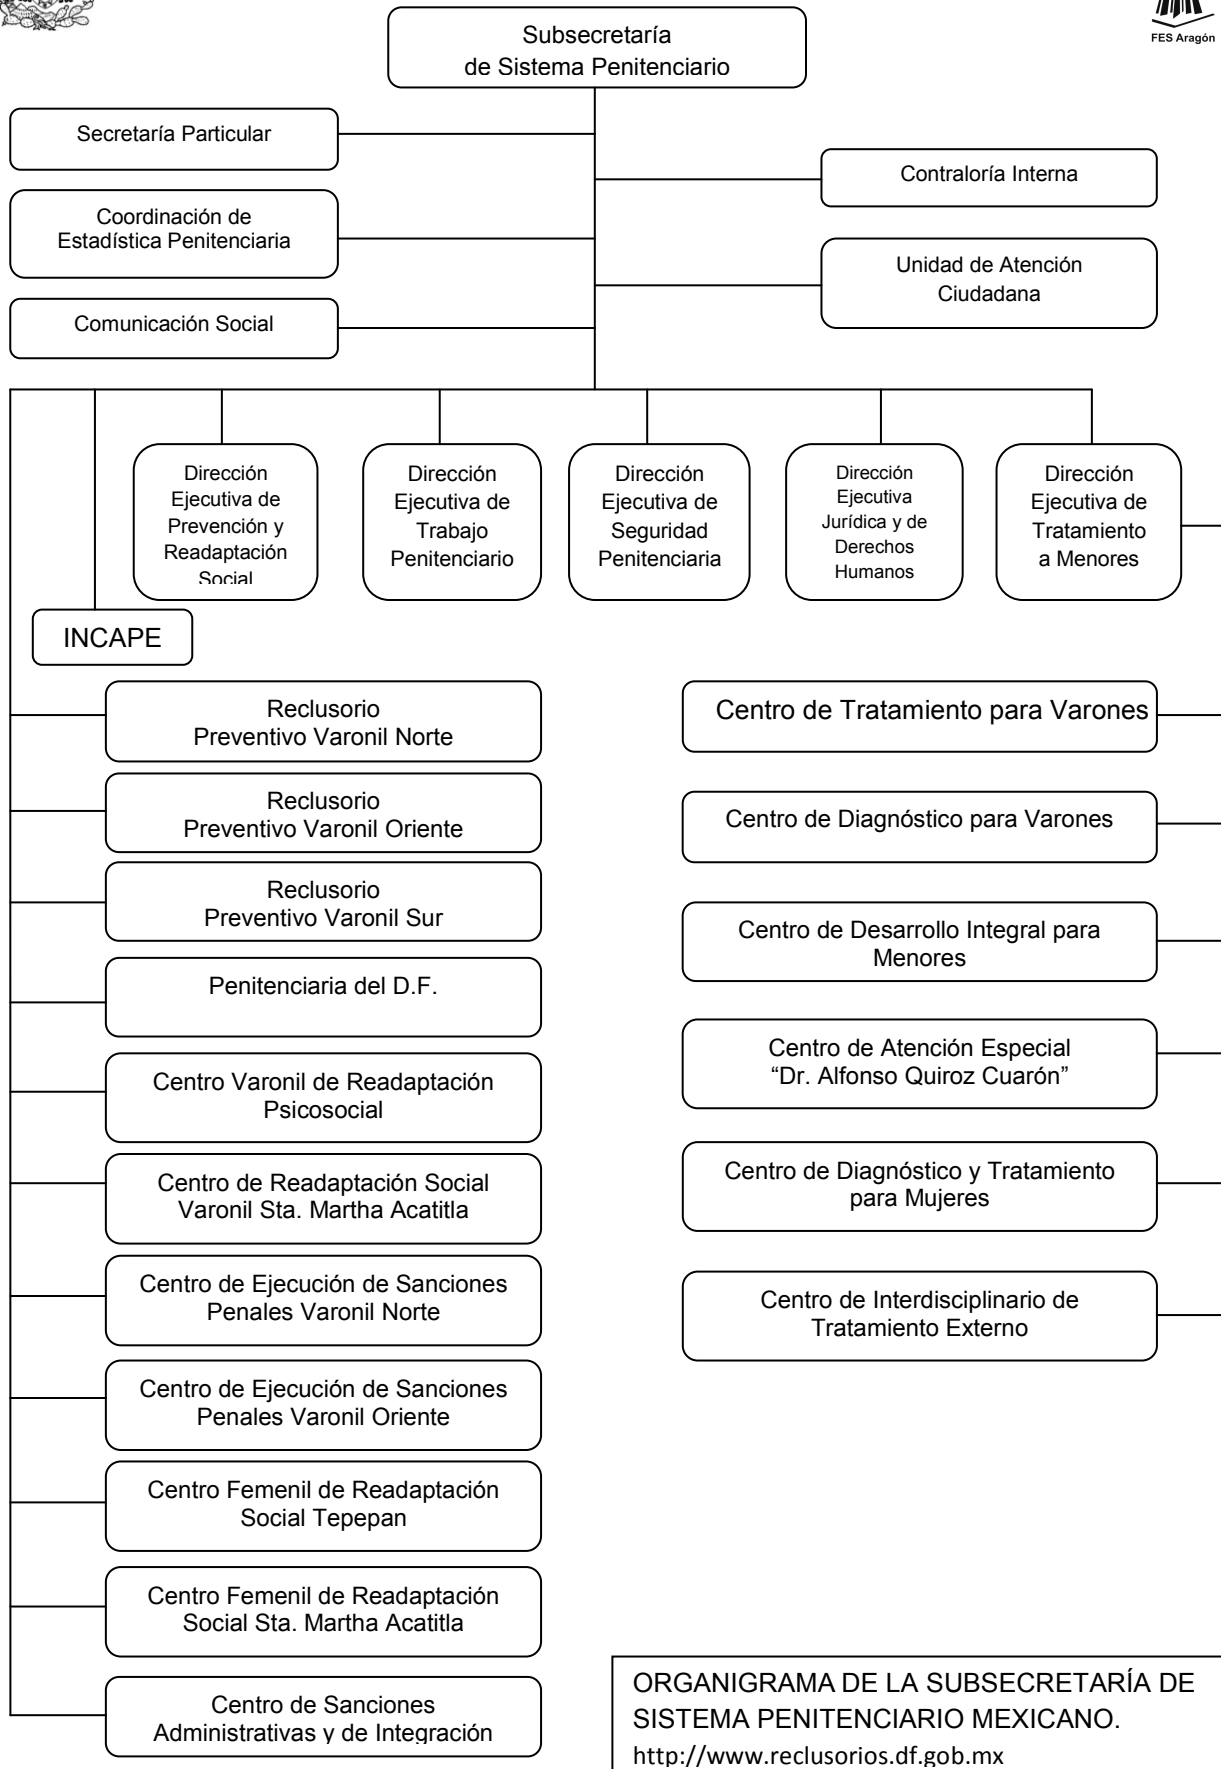 FES Aragón
Subsecretaría
de Sistema Penitenciario
Secretaría Particular
Contraloría Interna
Coordinación de
Estadística Penitenciaria
Unidad de Atención
Ciudadana
Comunicación Social
Dirección
Ejecutiva de
Prevención y
Readaptación
Social
Dirección
Ejecutiva de
Trabajo
Penitenciario
Dirección
Ejecutiva de
Seguridad
Penitenciaria
Dirección
Ejecutiva
Jurídica y de
Derechos
Humanos
Dirección
Ejecutiva de
Tratamiento
a Menores
INCAPE
Reclusorio
Preventivo Varonil Norte
Reclusorio
Preventivo Varonil Oriente
Reclusorio
Preventivo Varonil Sur
Penitenciaria del D.F.
Centro Varonil de Readaptación
Psicosocial
Centro de Readaptación Social
Varonil Sta. Martha Acatitla
Centro de Ejecución de Sanciones
Penales Varonil Norte
Centro de Ejecución de Sanciones
Penales Varonil Oriente
Centro Femenil de Readaptación
Social Tepepan
Centro Femenil de Readaptación
Social Sta. Martha Acatitla
Centro de Sanciones
Administrativas y de Integración
Centro de Tratamiento para Varones
Centro de Diagnóstico para Varones
Centro de Desarrollo Integral para
Menores
Centro de Atención Especial
“Dr. Alfonso Quiroz Cuarón”
Centro de Diagnóstico y Tratamiento
para Mujeres
Centro de Interdisciplinario de
Tratamiento Externo
ORGANIGRAMA DE LA SUBSECRETARÍA DE
SISTEMA PENITENCIARIO MEXICANO.
http://www.reclusorios.df.gob.mx